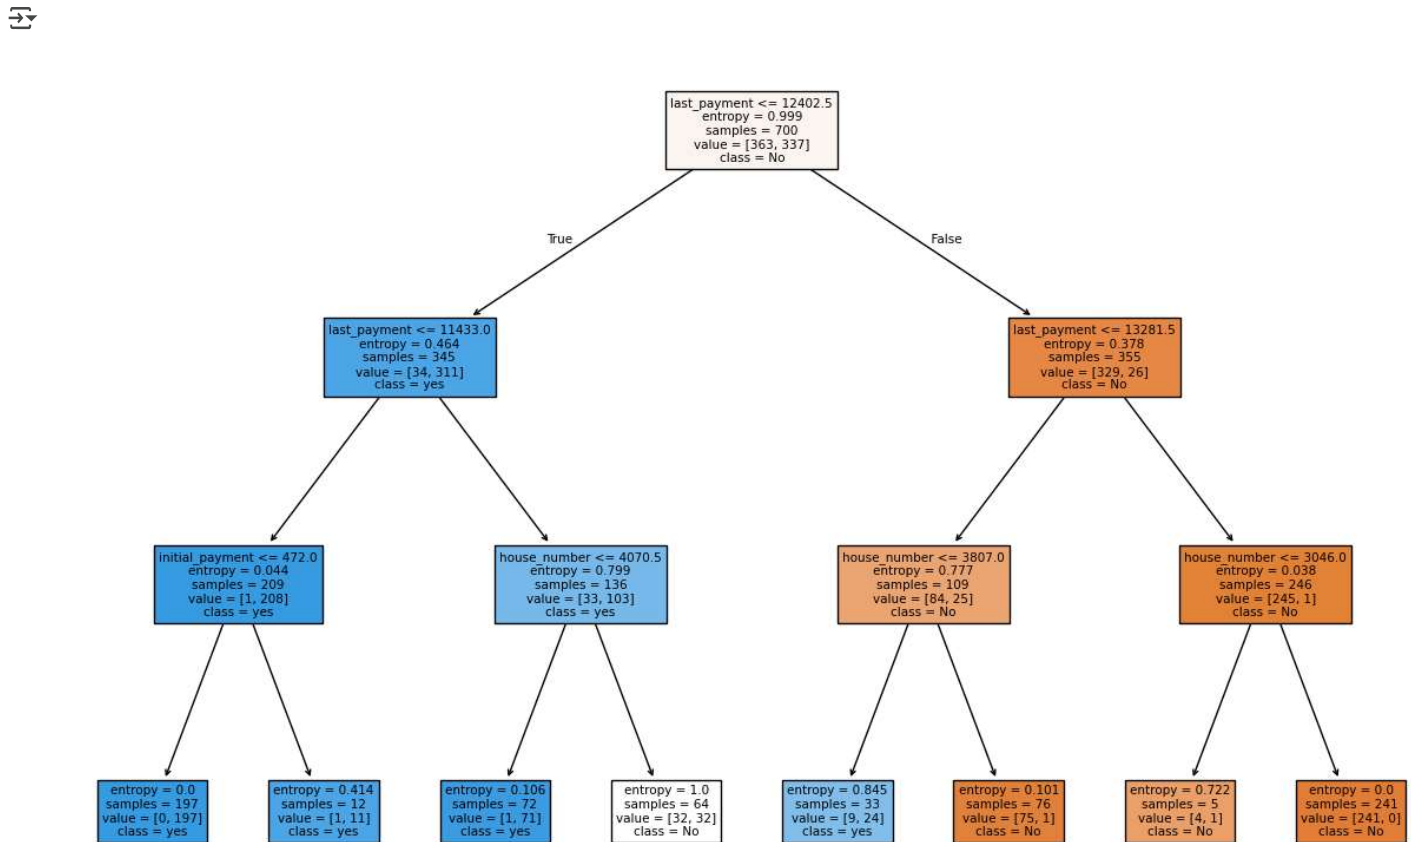 last_payment <= 12402.5
entropy = 0.999
samples = 700
value = [363, 337]
class = No
True
False
last_payment <= 11433.0
entropy = 0.464
samples = 345
value = [34, 311]
class = yes
last_payment <= 13281.5
entropy = 0.378
samples = 355
value = [329, 26]
class = No
initial_payment <= 472.0
entropy = 0.044
samples = 209
value = [1, 208]
class = yes
house_number <= 4070.5
entropy = 0.799
samples = 136
value = [33, 103]
class = yes
house_number <= 3807.0
entropy = 0.777
samples = 109
value = [84, 25]
class = No
house_number <= 3046.0
entropy = 0.038
samples = 246
value = [245, 1]
class = No
entropy = 0.0
samples = 197
value = [0, 197]
class = yes
entropy = 0.414
samples = 12
value = [1, 11]
class = yes
entropy = 0.106
samples = 72
value = [1, 71]
class = yes
entropy = 1.0
samples = 64
value = [32, 32]
class = No
entropy = 0.845
samples = 33
value = [9, 24]
class = yes
entropy = 0.101
samples = 76
value = [75, 1]
class = No
entropy = 0.722
samples = 5
value = [4, 1]
class = No
entropy = 0.0
samples = 241
value = [241, 0]
class = No